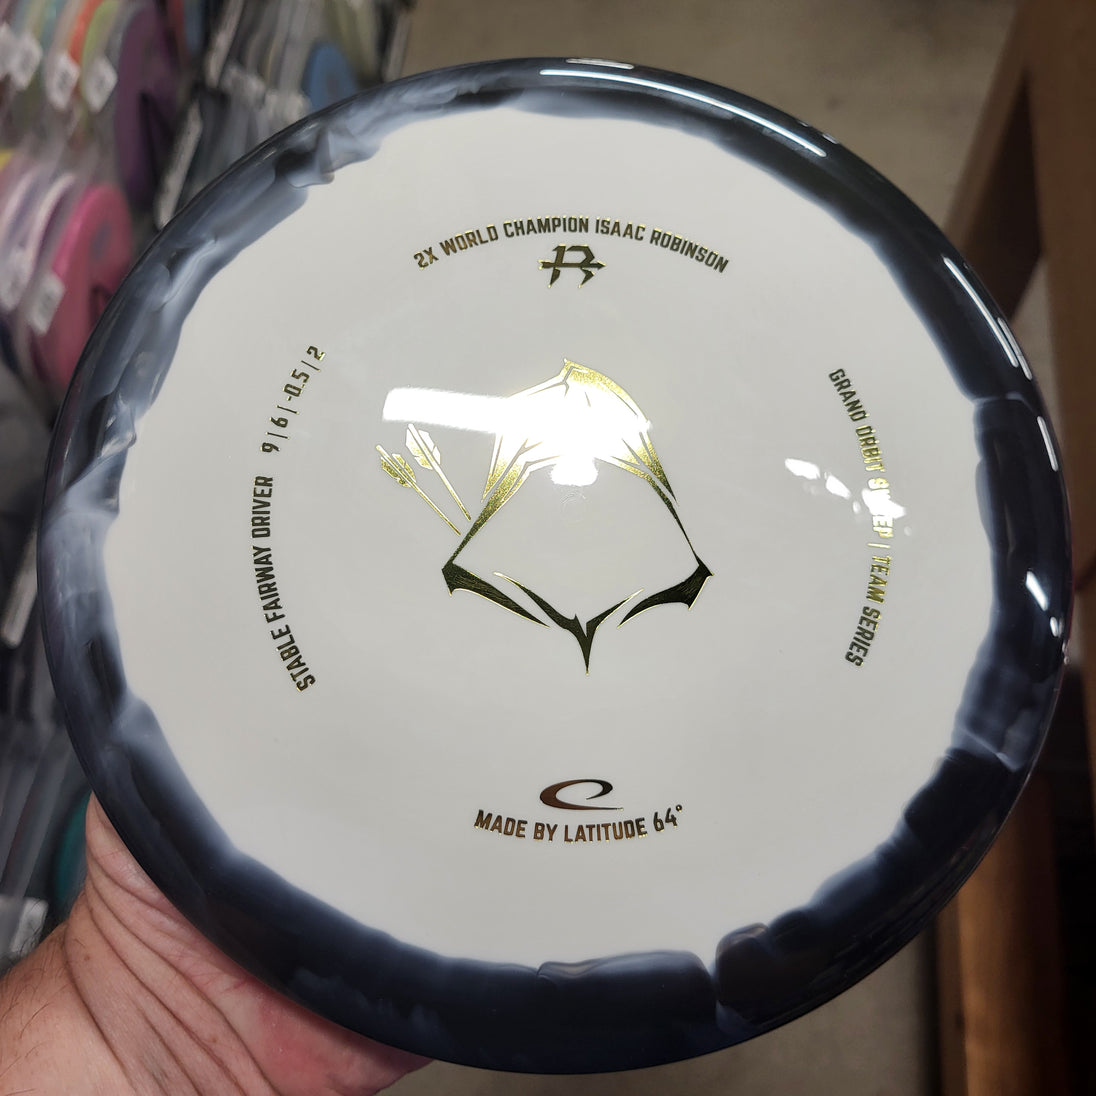 2X WORLD CHAMPION ISAAC ROBINSON
R
STABLE FAIRWAY DRIVER 9 | 6 | -0.5 | 2
GRAND ORBIT SWEEP | TEAM SERIES
MADE BY LATITUDE 64°